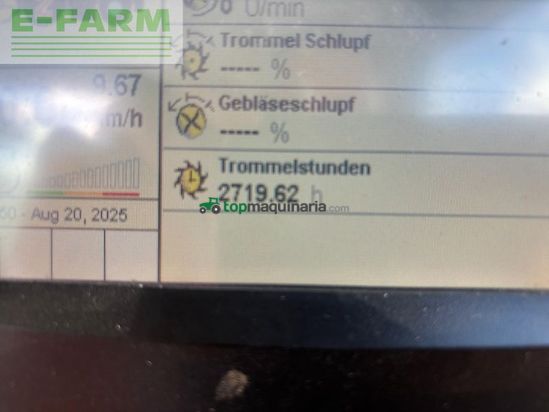 E-FARM
0 U/min
Trommel Schlupf
----- %
9.67
m/h
Gebläseschlupf
----- %
Trommelstunden
2719.62 h
topmaquinaria.com
- Aug 20, 2025